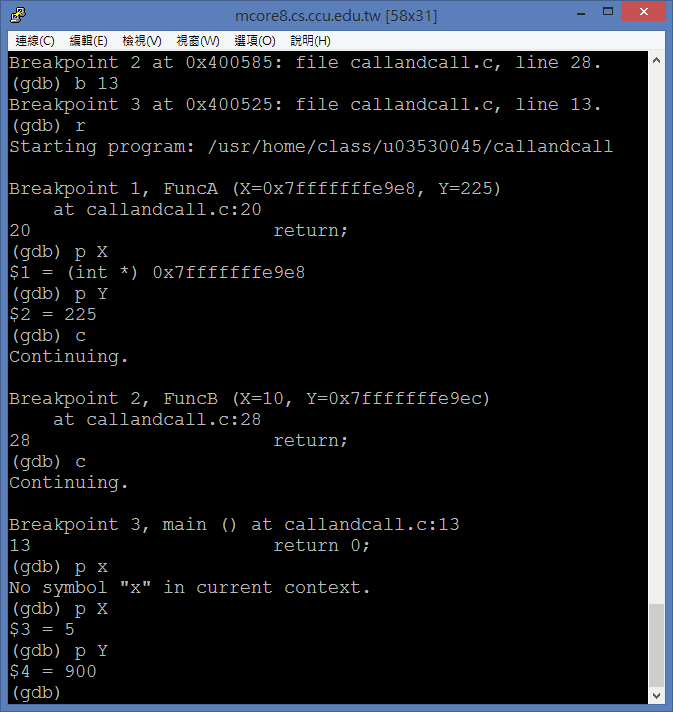 mcore8.cs.ccu.edu.tw [58x31]
連線(C) 編輯(E) 檢視(V) 視窗(W) 選項(O) 說明(H)
Breakpoint 2 at 0x400585: file callandcall.c, line 28.
(gdb) b 13
Breakpoint 3 at 0x400525: file callandcall.c, line 13.
(gdb) r
Starting program: /usr/home/class/u03530045/callandcall
Breakpoint 1, FuncA (X=0x7fffffffe9e8, Y=225)
    at callandcall.c:20
20                      return;
(gdb) p X
$1 = (int *) 0x7fffffffe9e8
(gdb) p Y
$2 = 225
(gdb) c
Continuing.
Breakpoint 2, FuncB (X=10, Y=0x7fffffffe9ec)
    at callandcall.c:28
28                      return;
(gdb) c
Continuing.
Breakpoint 3, main () at callandcall.c:13
13                      return 0;
(gdb) p x
No symbol "x" in current context.
(gdb) p X
$3 = 5
(gdb) p Y
$4 = 900
(gdb)